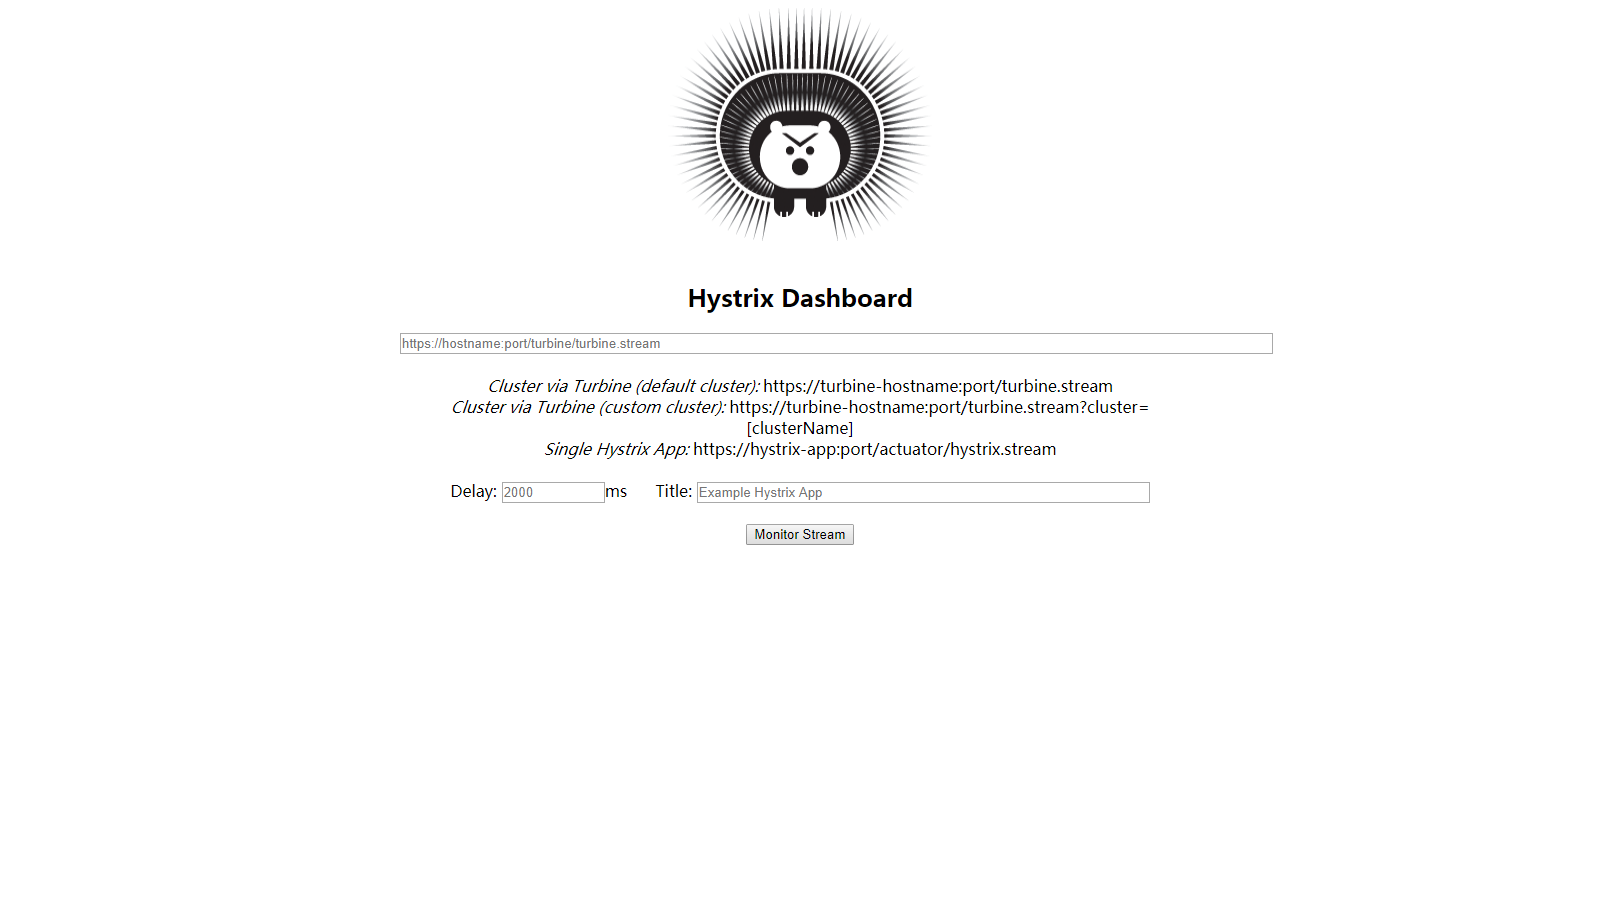 Hystrix Dashboard
https://hostname:port/turbine/turbine.stream
Cluster via Turbine (default cluster): https://turbine-hostname:port/turbine.stream
Cluster via Turbine (custom cluster): https://turbine-hostname:port/turbine.stream?cluster=
[clusterName]
Single Hystrix App: https://hystrix-app:port/actuator/hystrix.stream
Delay: 2000 ms Title: Example Hystrix App
Monitor Stream